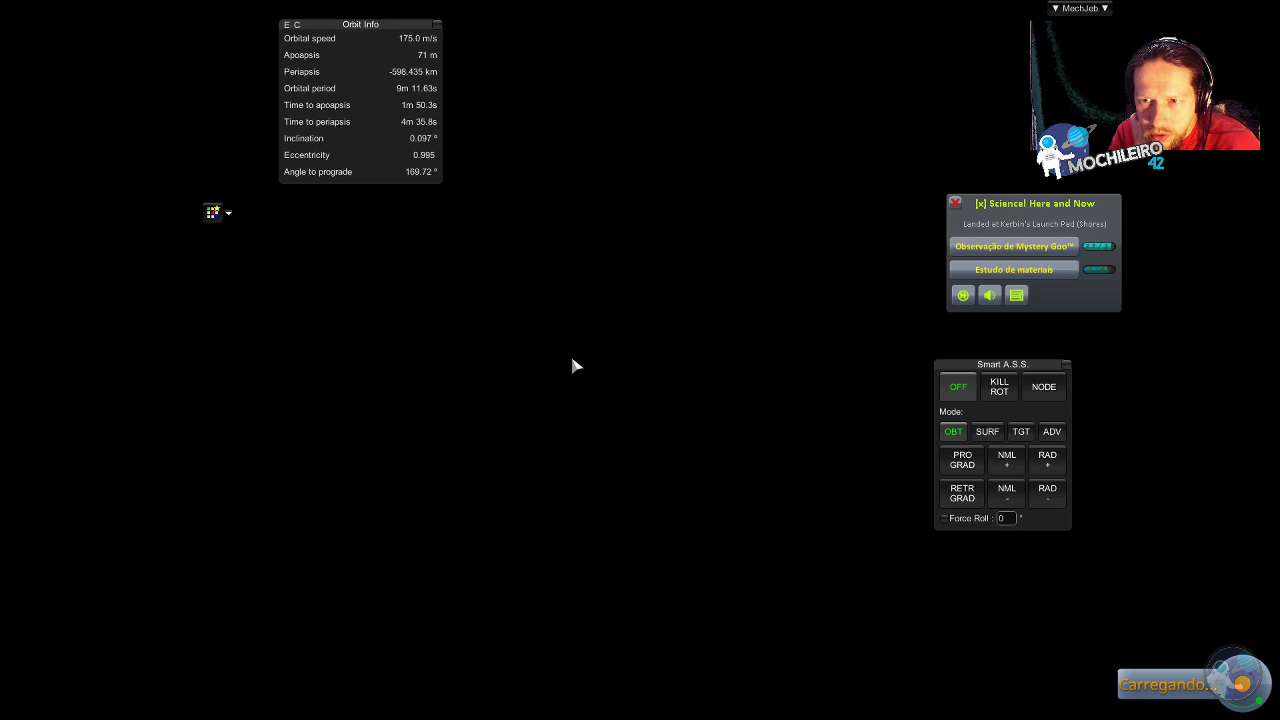 ▼ MechJeb ▼
E C Orbit Info
Orbital speed 175.0 m/s
Apoapsis 71 m
Periapsis -598.435 km
Orbital period 9m 11.63s
Time to apoapsis 1m 50.3s
Time to periapsis 4m 35.8s
Inclination 0.097 º
Eccentricity 0.995
Angle to prograde 169.72 º
MOCHILEIRO
42
[x] Science! Here and Now
Landed at Kerbin's Launch Pad (Shores)
Observação de Mystery Goo™
Estudo de materiais
Smart A.S.S.
OFF KILL ROT NODE
Mode:
OBT SURF TGT ADV
PRO GRAD NML + RAD +
RETR GRAD NML - RAD -
Force Roll : 0 °
Carregando...